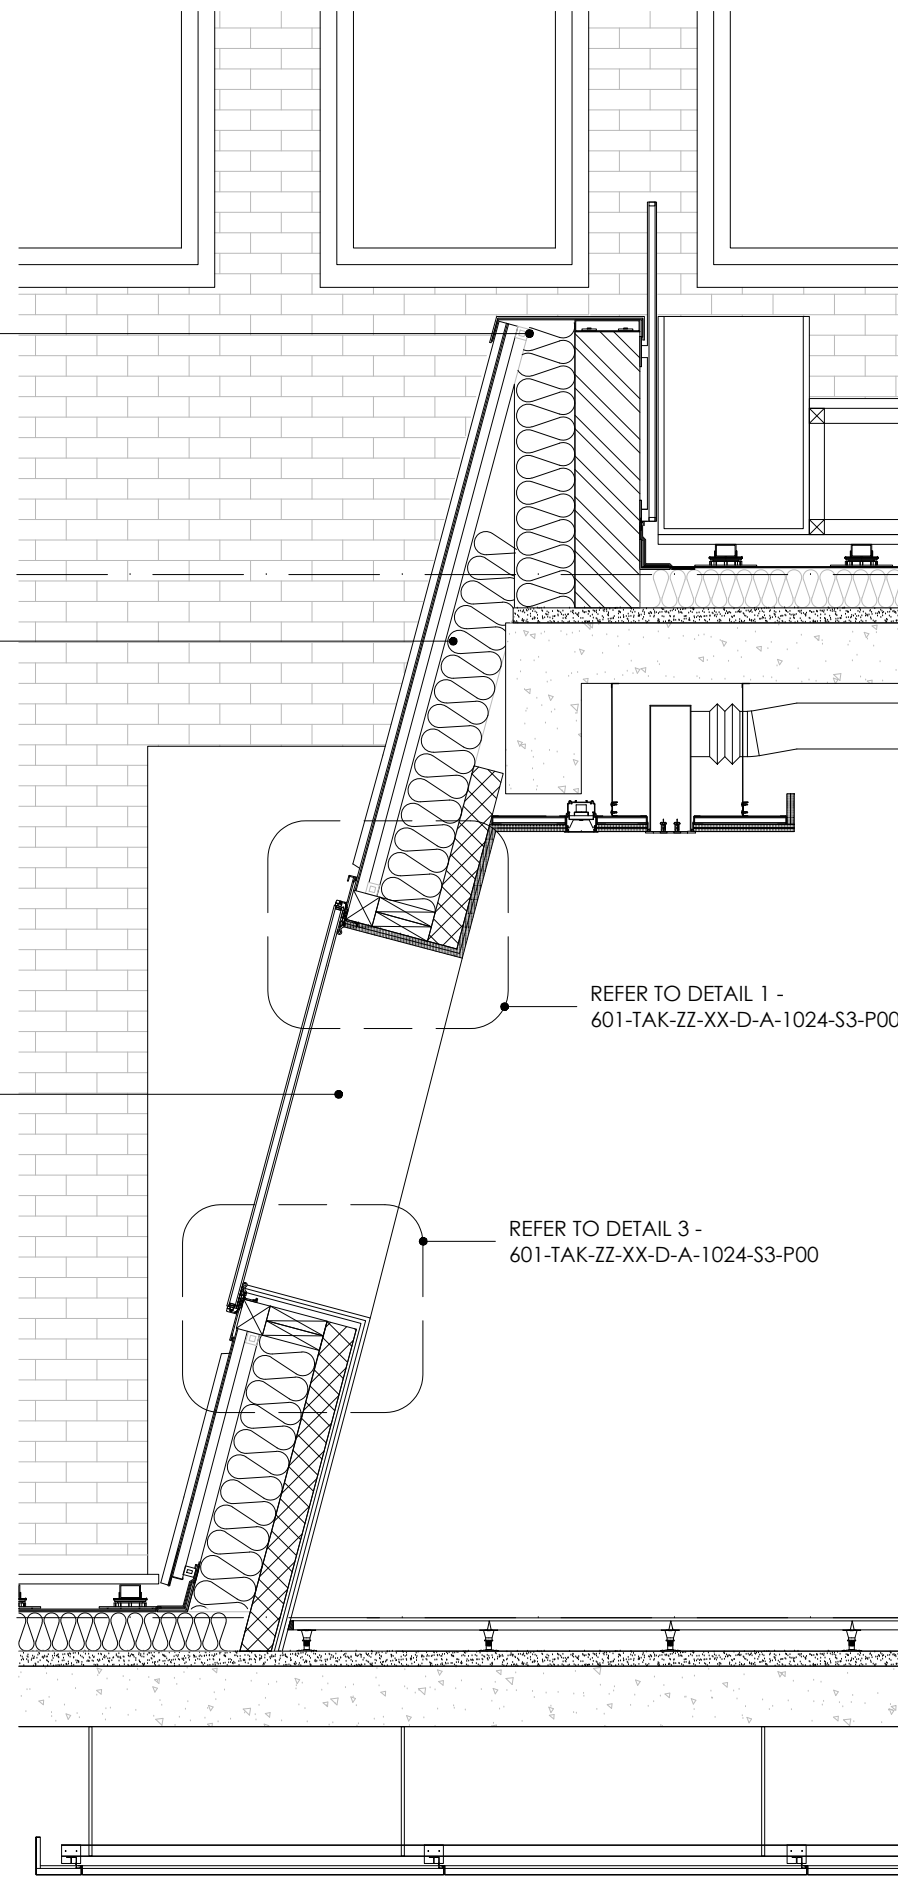 REFER TO DETAIL 1 -
601-TAK-ZZ-XX-D-A-1024-S3-P00
REFER TO DETAIL 3 -
601-TAK-ZZ-XX-D-A-1024-S3-P00